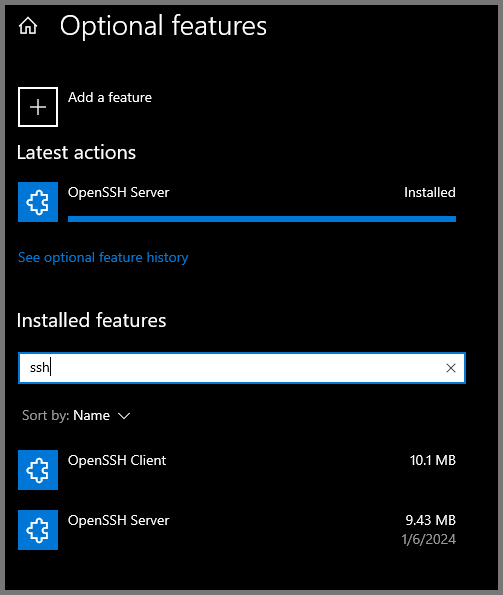 Optional features
Add a feature
Latest actions
OpenSSH Server Installed
See optional feature history
Installed features
ssh
Sort by: Name
OpenSSH Client 10.1 MB
OpenSSH Server 9.43 MB
1/6/2024